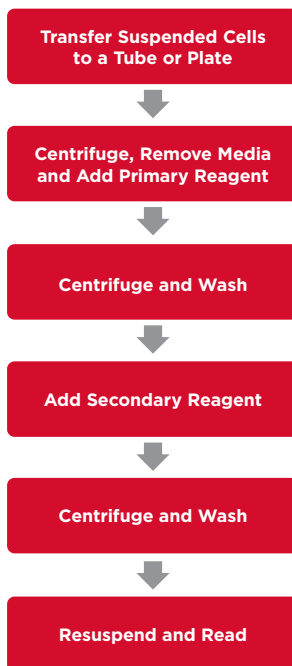 Transfer Suspended Cells
to a Tube or Plate
Centrifuge, Remove Media
and Add Primary Reagent
Centrifuge and Wash
Add Secondary Reagent
Centrifuge and Wash
Resuspend and Read